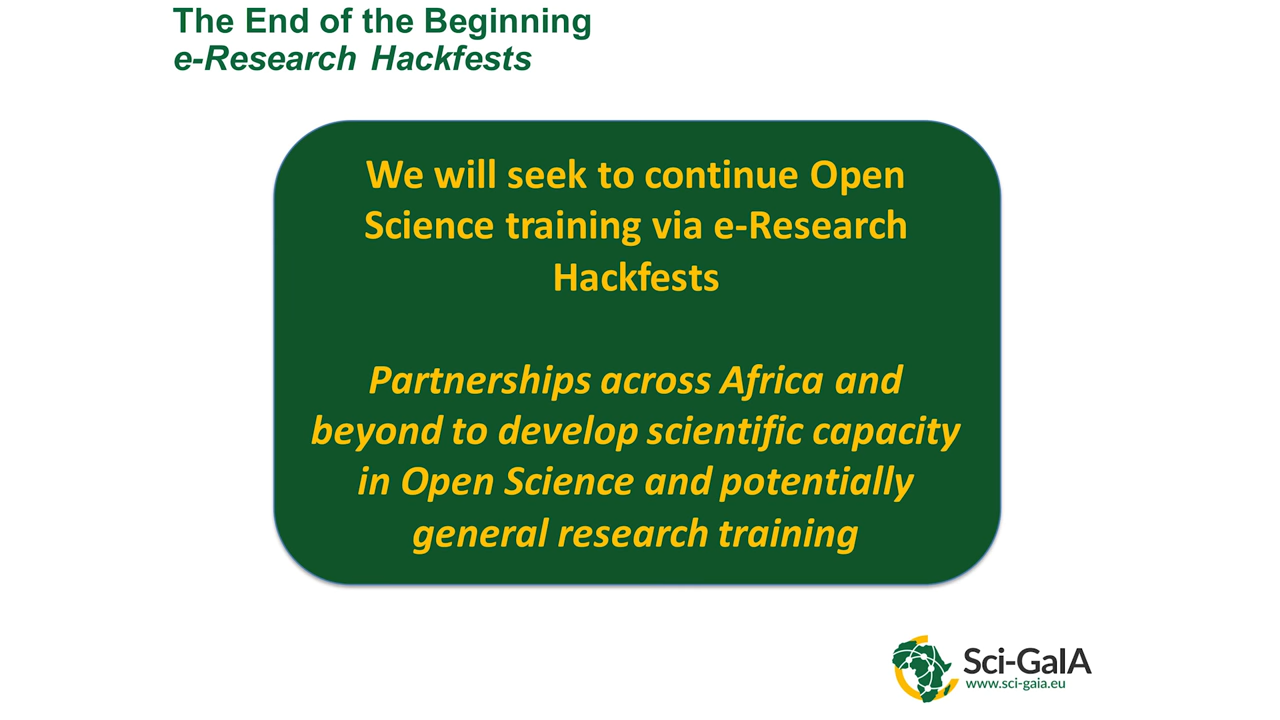 The End of the Beginning
e-Research Hackfests
We will seek to continue Open
Science training via e-Research
Hackfests
Partnerships across Africa and
beyond to develop scientific capacity
in Open Science and potentially
general research training
Sci-GaIA
www.sci-gaia.eu